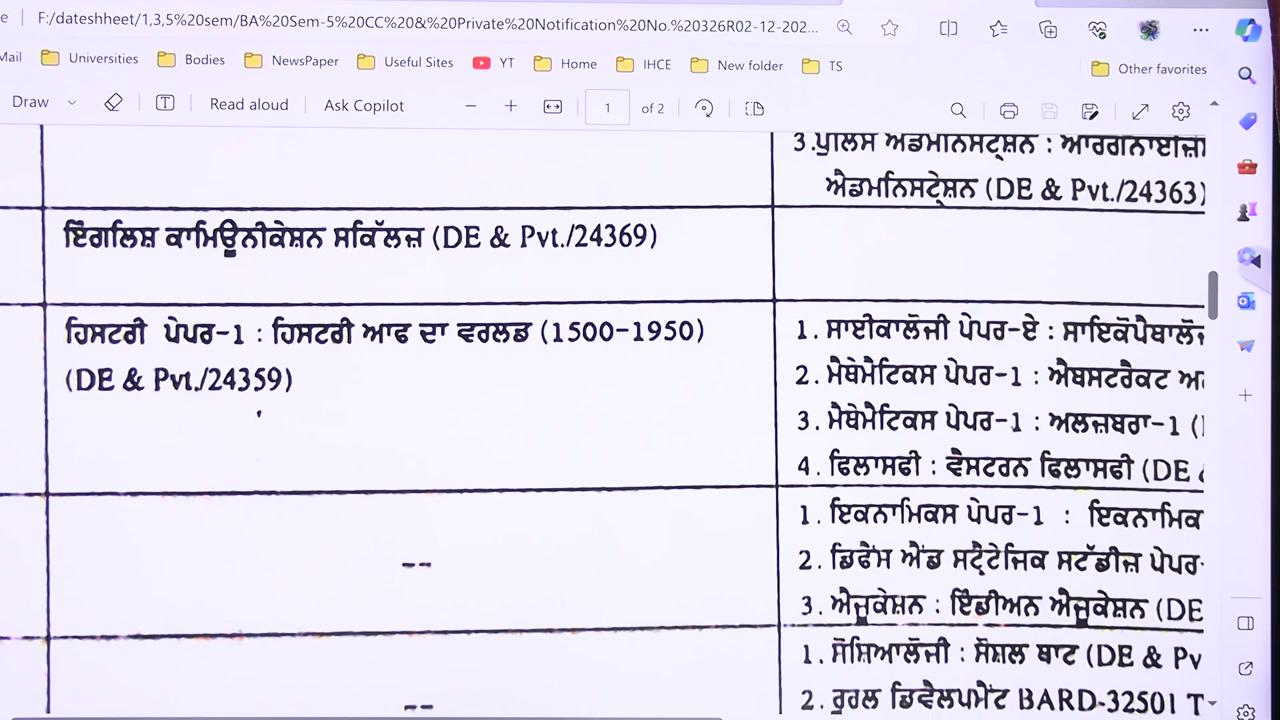 F:/dateshheet/1,3,5%20sem/BA%20Sem-5%20CC%20&%20Private%20Notification%20No.%20326R02-12-202...
Mail Universities Bodies NewsPaper Useful Sites YT Home IHCE New folder TS Other favorites
Draw Read aloud Ask Copilot 1 of 2
3.ਪੁਲਿਸ ਅਡਮਨਿਸਟ੍ਰੇਸ਼ਨ : ਆਰਗਨਾਈਜ਼
ਐਡਮਨਿਸਟ੍ਰੇਸ਼ਨ (DE & Pvt./24363)
ਇੰਗਲਿਸ਼ ਕਾਮਿਊਨੀਕੇਸ਼ਨ ਸਕਿੱਲਜ਼ (DE & Pvt./24369)
ਹਿਸਟਰੀ ਪੇਪਰ-1 : ਹਿਸਟਰੀ ਆਫ ਦਾ ਵਰਲਡ (1500-1950)
(DE & Pvt./24359)
1. ਸਾਈਕਾਲੋਜੀ ਪੇਪਰ-ਏ : ਸਾਇਕੋਪੈਥਾਲੋ
2. ਮੈਥੇਮੈਟਿਕਸ ਪੇਪਰ-1 : ਐਬਸਟਰੈਕਟ ਅ
3. ਮੈਥੇਮੈਟਿਕਸ ਪੇਪਰ-1 : ਅਲਜ਼ਬਰਾ-1 (
4. ਫਿਲਾਸਫੀ : ਵੈਸਟਰਨ ਫਿਲਾਸਫੀ (DE &
--
1. ਇਕਨਾਮਿਕਸ ਪੇਪਰ-1 : ਇਕਨਾਮਿਕ
2. ਡਿਫੈਂਸ ਐਂਡ ਸਟ੍ਰੈਟੇਜਿਕ ਸਟੱਡੀਜ਼ ਪੇਪਰ-
3. ਐਜੂਕੇਸ਼ਨ : ਇੰਡੀਅਨ ਐਜੂਕੇਸ਼ਨ (DE
--
1. ਸੋਸ਼ਿਆਲੋਜੀ : ਸੋਸ਼ਲ ਥਾਟ (DE & Pv
2. ਰੂਰਲ ਡਿਵੈਲਪਮੈਂਟ BARD-32501 T-